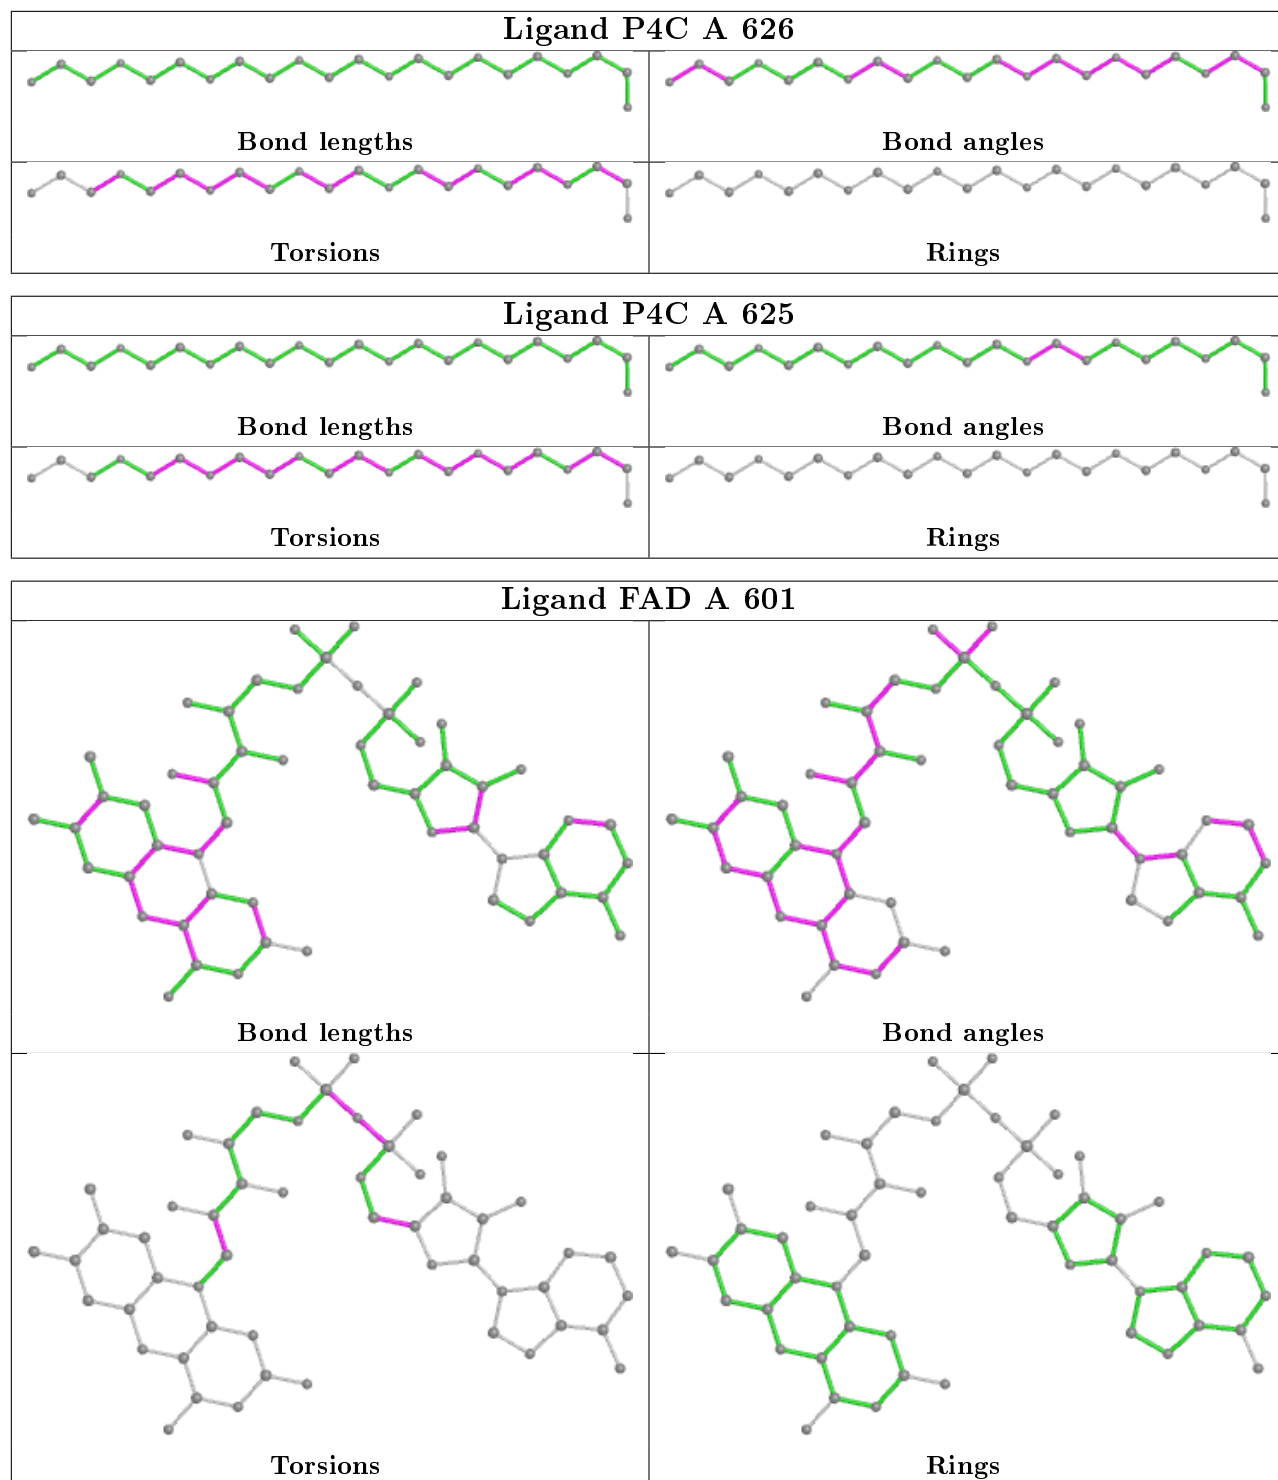 Ligand P4C A 626
Bond lengths
Bond angles
Torsions
Rings
Ligand P4C A 625
Bond lengths
Bond angles
Torsions
Rings
Ligand FAD A 601
Bond lengths
Bond angles
Torsions
Rings